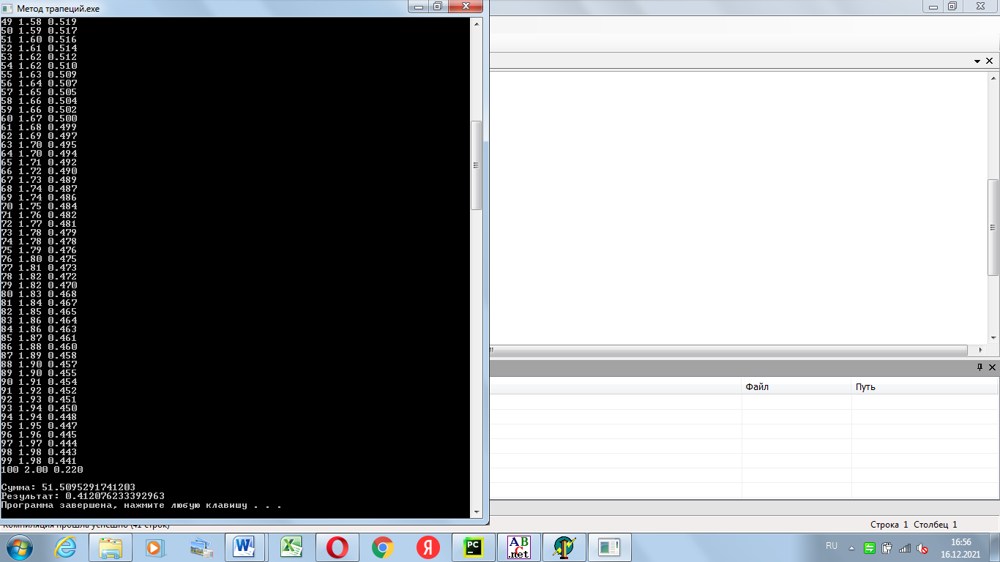 Метод трапеций.exe
49 1.58 0.519
50 1.59 0.517
51 1.60 0.516
52 1.61 0.514
53 1.62 0.512
54 1.62 0.510
55 1.63 0.509
56 1.64 0.507
57 1.65 0.505
58 1.66 0.504
59 1.66 0.502
60 1.67 0.500
61 1.68 0.499
62 1.69 0.497
63 1.70 0.495
64 1.70 0.494
65 1.71 0.492
66 1.72 0.490
67 1.73 0.489
68 1.74 0.487
69 1.74 0.486
70 1.75 0.484
71 1.76 0.482
72 1.77 0.481
73 1.78 0.479
74 1.78 0.478
75 1.79 0.476
76 1.80 0.475
77 1.81 0.473
78 1.82 0.472
79 1.82 0.470
80 1.83 0.468
81 1.84 0.467
82 1.85 0.465
83 1.86 0.464
84 1.86 0.463
85 1.87 0.461
86 1.88 0.460
87 1.89 0.458
88 1.90 0.457
89 1.90 0.455
90 1.91 0.454
91 1.92 0.452
92 1.93 0.451
93 1.94 0.450
94 1.94 0.448
95 1.95 0.447
96 1.96 0.445
97 1.97 0.444
98 1.98 0.443
99 1.98 0.441
100 2.00 0.220
Сумма: 51.5095291741203
Результат: 0.412076233392963
Программа завершена, нажмите любую клавишу . . .
Файл Путь
Компиляция прошла успешно (41 строк)
Строка 1 Столбец 1
PC
ABC.net
RU
16:56
16.12.2021